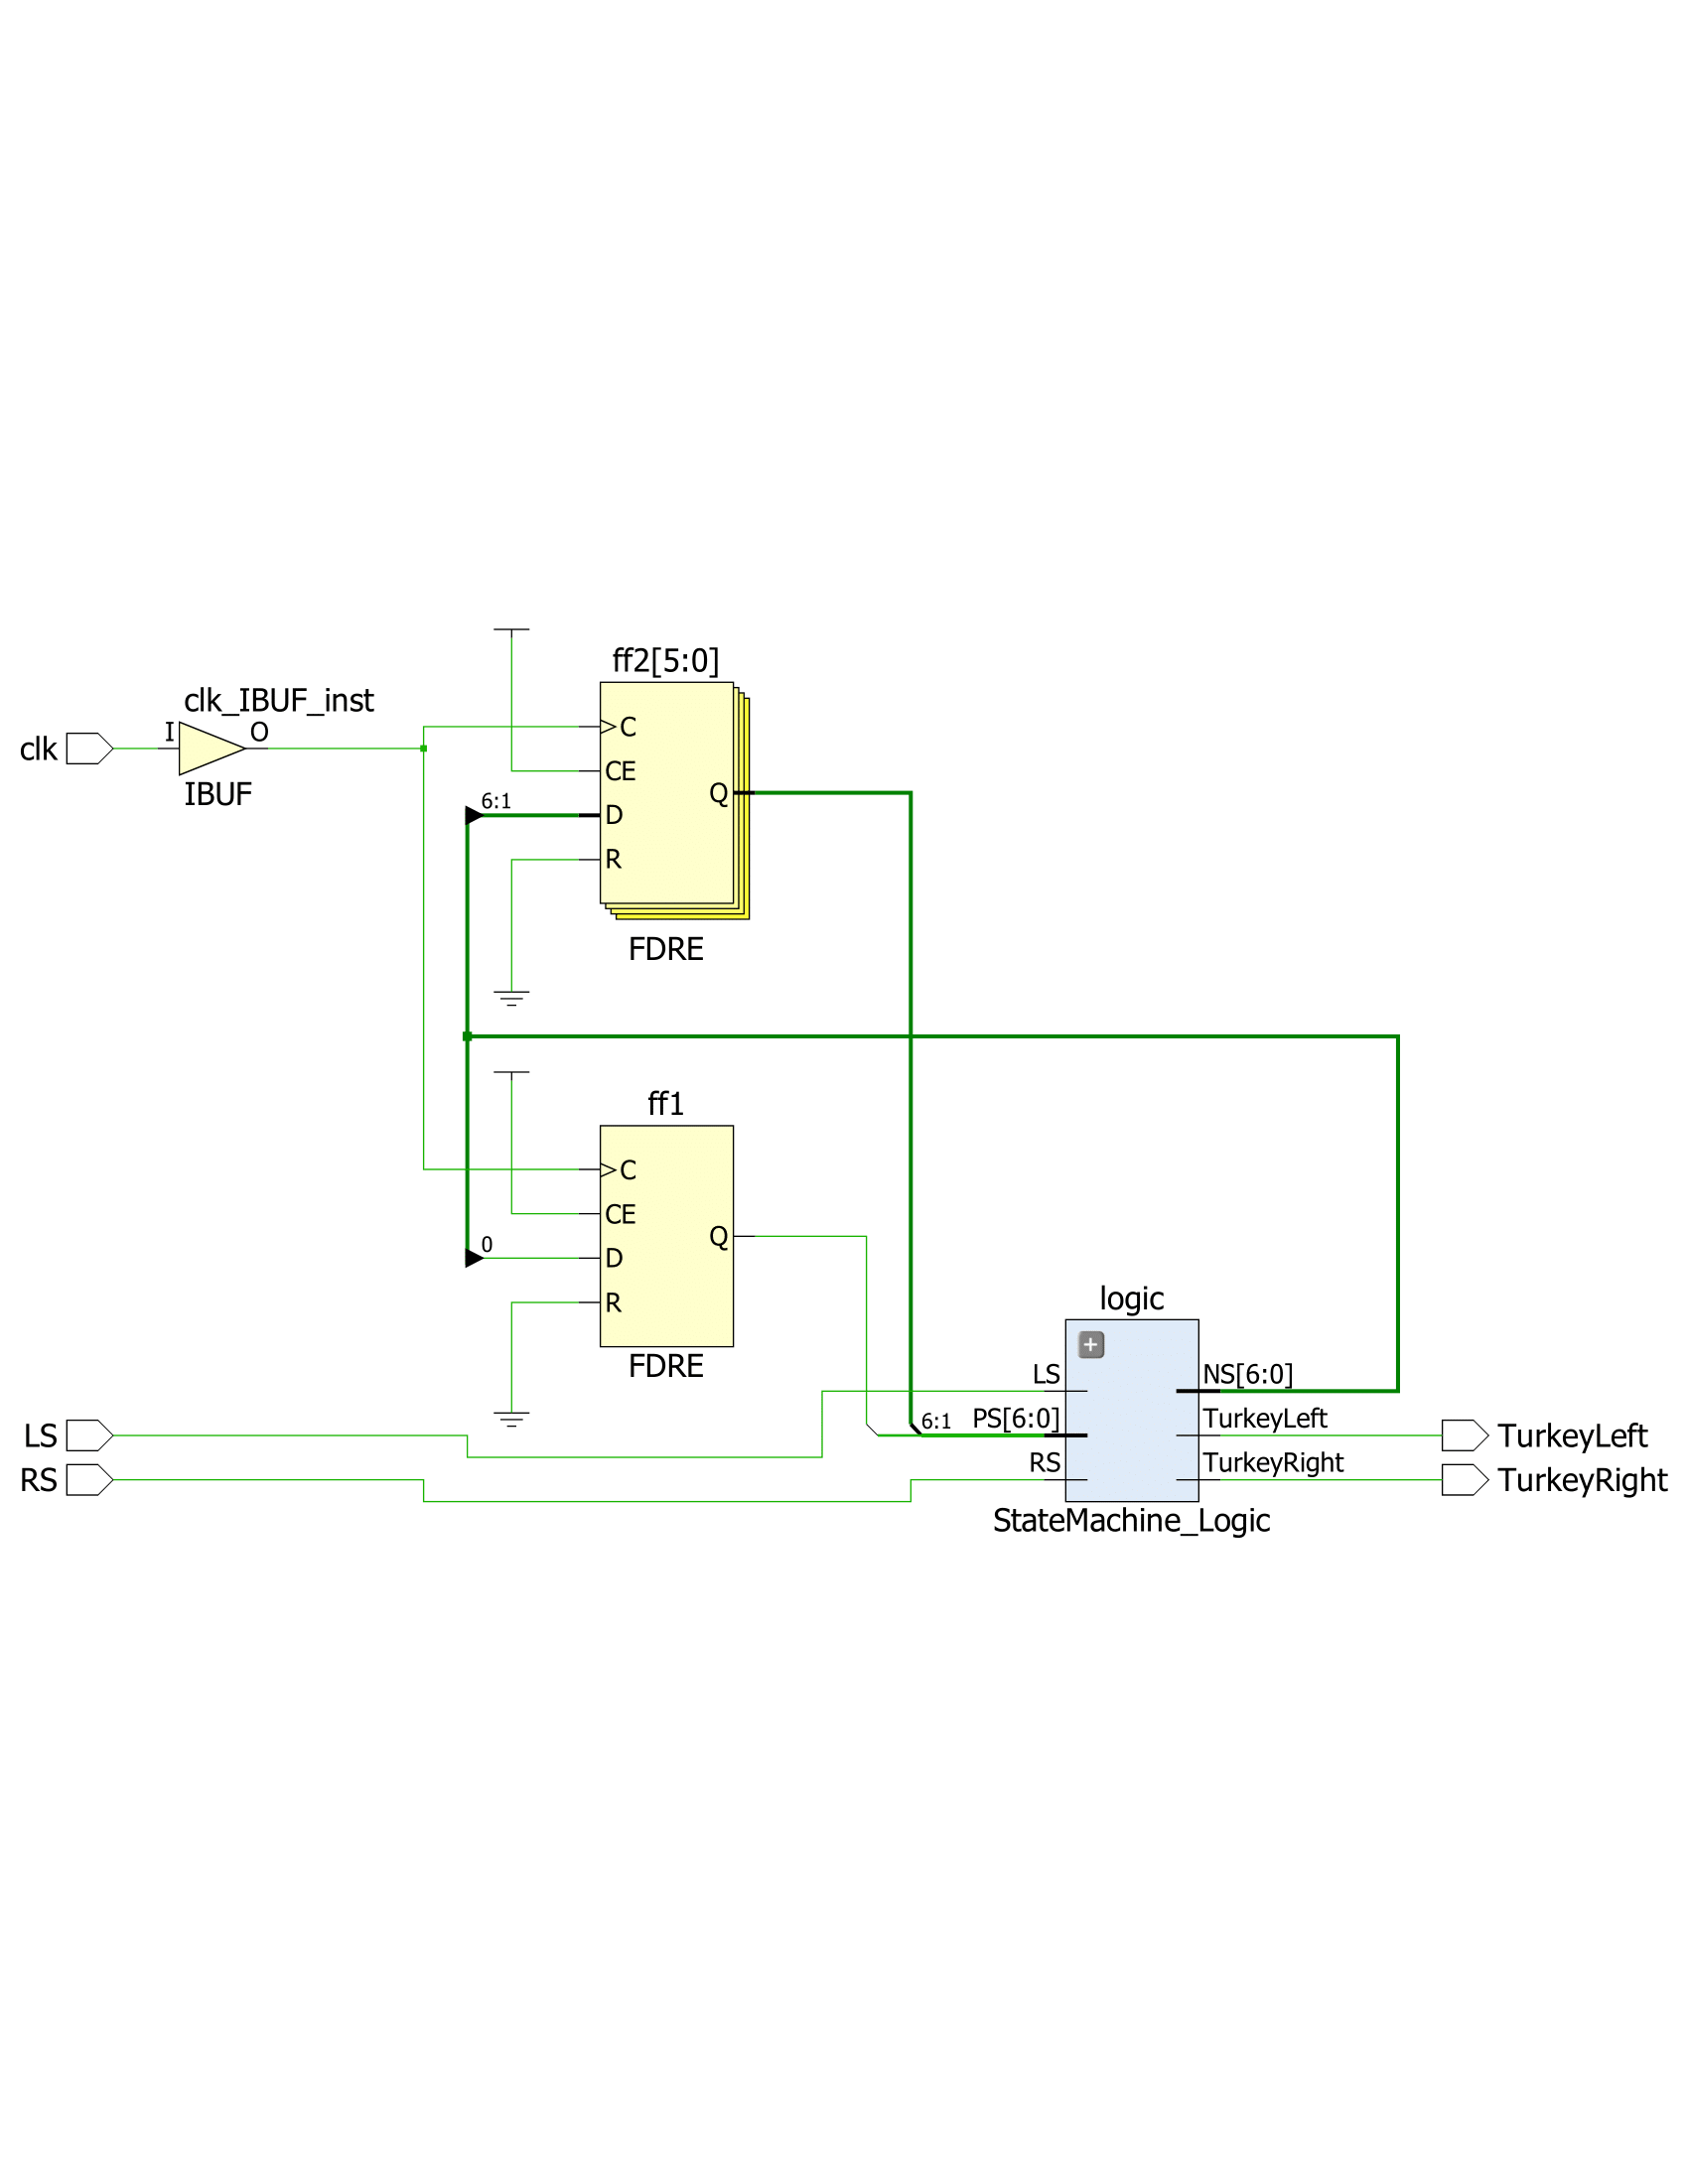 ff2[5:0]
clk_IBUF_inst
I
O
clk
IBUF
C
CE
6:1
D
Q
R
FDRE
ff1
C
CE
0
D
Q
R
FDRE
logic
+
LS
NS[6:0]
6:1
PS[6:0]
TurkeyLeft
RS
TurkeyRight
LS
RS
TurkeyLeft
TurkeyRight
StateMachine_Logic